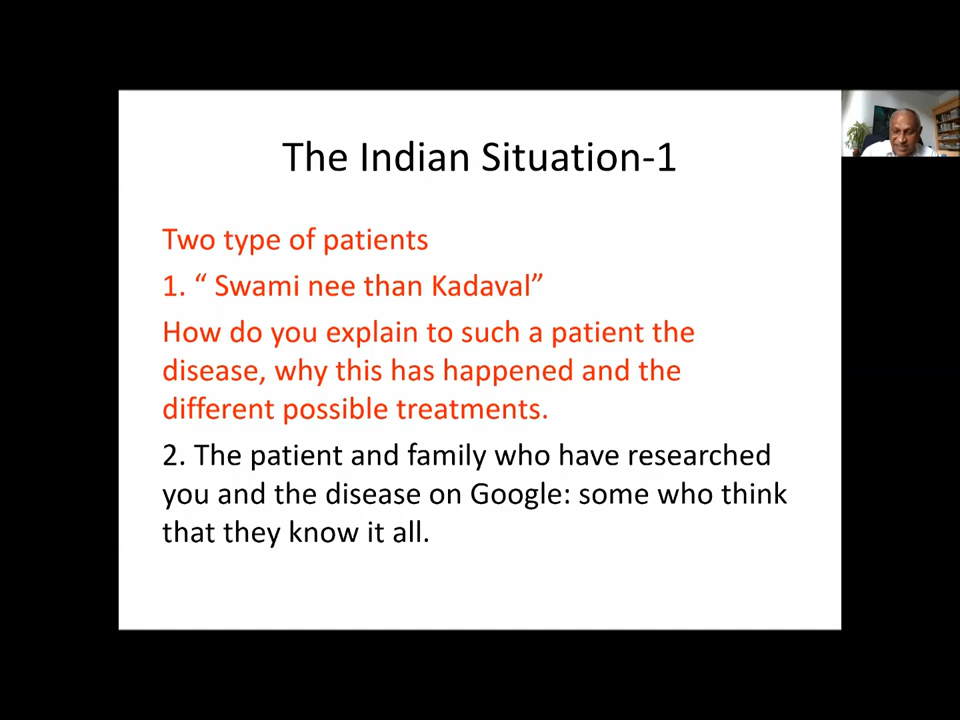 The Indian Situation-1
Two type of patients
1. “ Swami nee than Kadaval”
How do you explain to such a patient the
disease, why this has happened and the
different possible treatments.
2. The patient and family who have researched
you and the disease on Google: some who think
that they know it all.